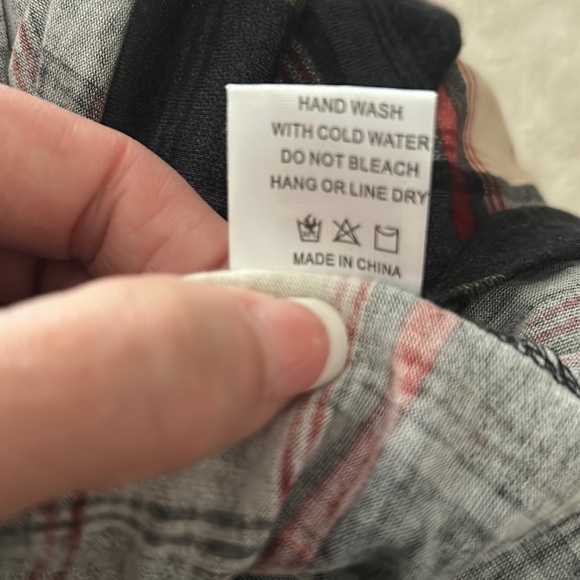 HAND WASH
WITH COLD WATER
DO NOT BLEACH
HANG OR LINE DRY
MADE IN CHINA